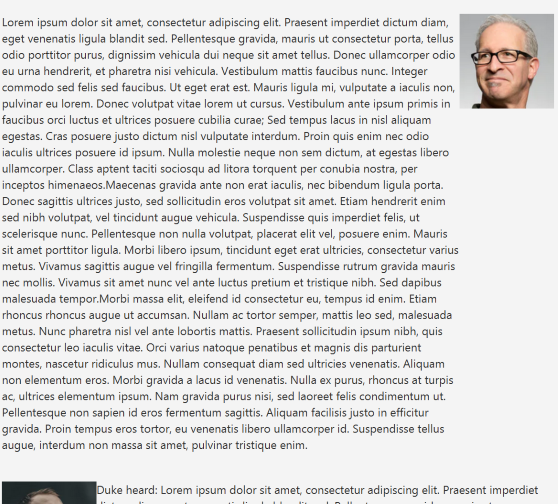 Lorem ipsum dolor sit amet, consectetur adipiscing elit. Praesent imperdiet dictum diam,
eget venenatis ligula blandit sed. Pellentesque gravida, mauris ut consectetur porta, tellus
odio porttitor purus, dignissim vehicula dui neque sit amet tellus. Donec ullamcorper odio
eu urna hendrerit, et pharetra nisi vehicula. Vestibulum mattis faucibus nunc. Integer
commodo sed felis sed faucibus. Ut eget erat est. Mauris ligula mi, vulputate a iaculis non,
pulvinar eu lorem. Donec volutpat vitae lorem ut cursus. Vestibulum ante ipsum primis in
faucibus orci luctus et ultrices posuere cubilia curae; Sed tempus lacus in nisl aliquam
egestas. Cras posuere justo dictum nisl vulputate interdum. Proin quis enim nec odio
iaculis ultrices posuere id ipsum. Nulla molestie neque non sem dictum, at egestas libero
ullamcorper. Class aptent taciti sociosqu ad litora torquent per conubia nostra, per
inceptos himenaeos.Maecenas gravida ante non erat iaculis, nec bibendum ligula porta.
Donec sagittis ultrices justo, sed sollicitudin eros volutpat sit amet. Etiam hendrerit enim
sed nibh volutpat, vel tincidunt augue vehicula. Suspendisse quis imperdiet felis, ut
scelerisque nunc. Pellentesque non nulla volutpat, placerat elit vel, posuere enim. Mauris
sit amet porttitor ligula. Morbi libero ipsum, tincidunt eget erat ultricies, consectetur varius
metus. Vivamus sagittis augue vel fringilla fermentum. Suspendisse rutrum gravida mauris
nec mollis. Vivamus sit amet nunc vel ante luctus pretium et tristique nibh. Sed dapibus
malesuada tempor.Morbi massa elit, eleifend id consectetur eu, tempus id enim. Etiam
rhoncus rhoncus augue ut accumsan. Nullam ac tortor semper, mattis leo sed, malesuada
metus. Nunc pharetra nisl vel ante lobortis mattis. Praesent sollicitudin ipsum nibh, quis
consectetur leo iaculis vitae. Orci varius natoque penatibus et magnis dis parturient
montes, nascetur ridiculus mus. Nullam consequat diam sed ultricies venenatis. Aliquam
non elementum eros. Morbi gravida a lacus id venenatis. Nulla ex purus, rhoncus at turpis
ac, ultrices elementum ipsum. Nam gravida purus nisi, sed laoreet felis condimentum ut.
Pellentesque non sapien id eros fermentum sagittis. Aliquam facilisis justo in efficitur
gravida. Proin tempus eros tortor, eu venenatis libero ullamcorper id. Suspendisse tellus
augue, interdum non massa sit amet, pulvinar tristique enim.
Duke heard: Lorem ipsum dolor sit amet, consectetur adipiscing elit. Praesent imperdiet